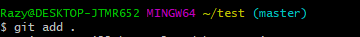 Razy@DESKTOP-JTMR652 MINGW64 ~/test (master)
$ git add .